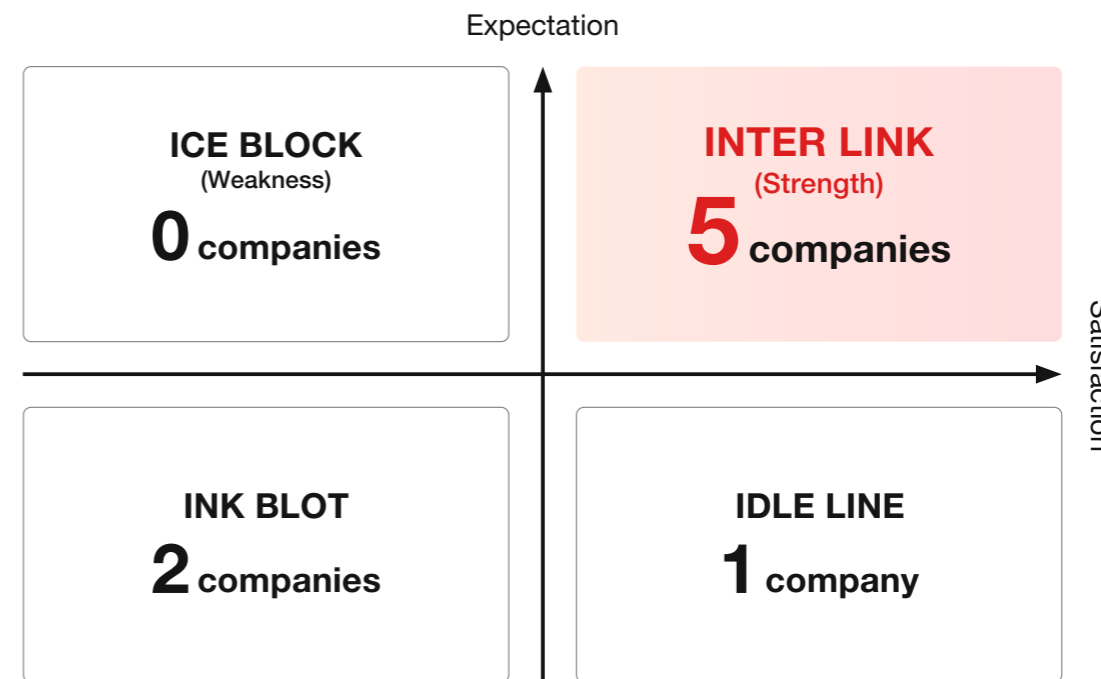 Expectation
ICE BLOCK
(Weakness)
0 companies
INTER LINK
(Strength)
5 companies
Satisfaction
INK BLOT
2 companies
IDLE LINE
1 company